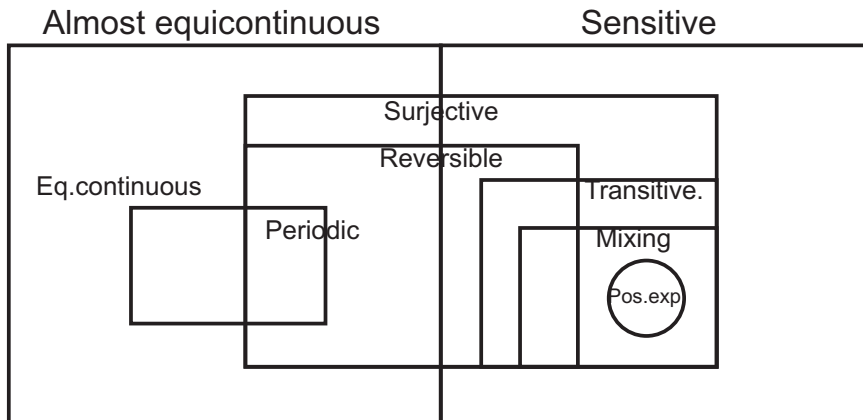 Almost equicontinuous
Sensitive
Surjective
Reversible
Eq.continuous
Transitive.
Periodic
Mixing
Pos.exp